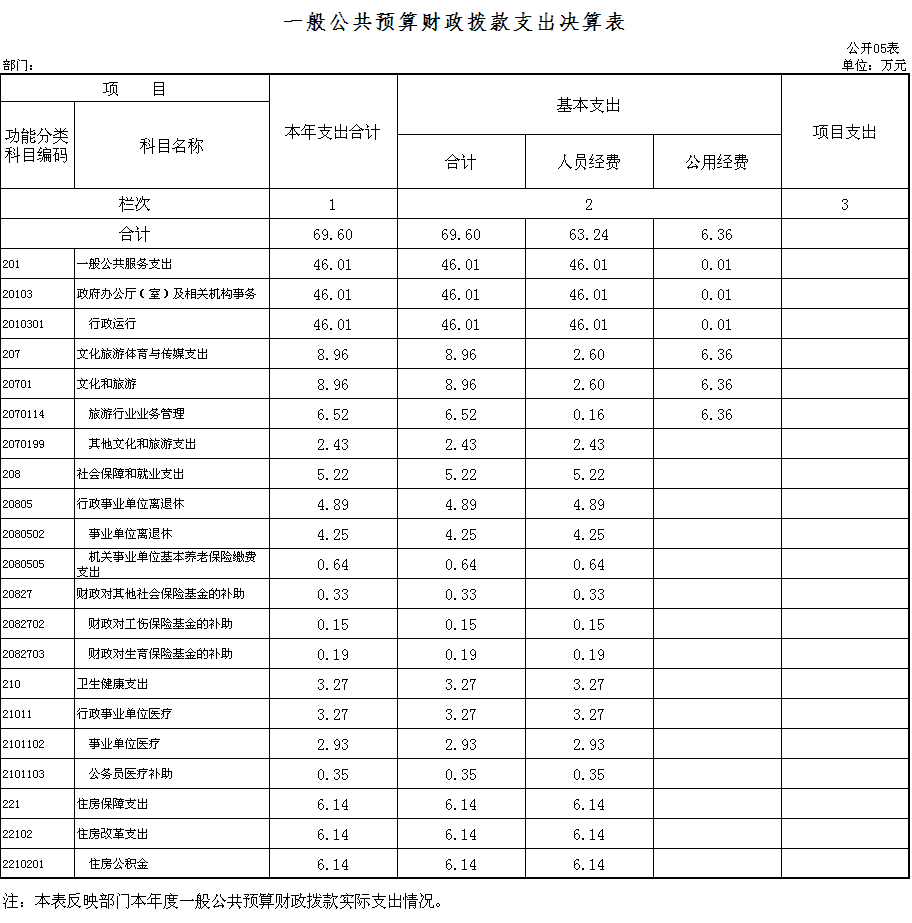 一般公共预算财政拨款支出决算表
公开05表
部门： 单位：万元
项 目 本年支出合计 基本支出 项目支出
功能分类科目编码 科目名称 合计 人员经费 公用经费
栏次 1 2 3
合计 69.60 69.60 63.24 6.36
201 一般公共服务支出 46.01 46.01 46.01 0.01
20103 政府办公厅（室）及相关机构事务 46.01 46.01 46.01 0.01
2010301 行政运行 46.01 46.01 46.01 0.01
207 文化旅游体育与传媒支出 8.96 8.96 2.60 6.36
20701 文化和旅游 8.96 8.96 2.60 6.36
2070114 旅游行业业务管理 6.52 6.52 0.16 6.36
2070199 其他文化和旅游支出 2.43 2.43 2.43
208 社会保障和就业支出 5.22 5.22 5.22
20805 行政事业单位离退休 4.89 4.89 4.89
2080502 事业单位离退休 4.25 4.25 4.25
2080505 机关事业单位基本养老保险缴费支出 0.64 0.64 0.64
20827 财政对其他社会保险基金的补助 0.33 0.33 0.33
2082702 财政对工伤保险基金的补助 0.15 0.15 0.15
2082703 财政对生育保险基金的补助 0.19 0.19 0.19
210 卫生健康支出 3.27 3.27 3.27
21011 行政事业单位医疗 3.27 3.27 3.27
2101102 事业单位医疗 2.93 2.93 2.93
2101103 公务员医疗补助 0.35 0.35 0.35
221 住房保障支出 6.14 6.14 6.14
22102 住房改革支出 6.14 6.14 6.14
2210201 住房公积金 6.14 6.14 6.14
注：本表反映部门本年度一般公共预算财政拨款实际支出情况。